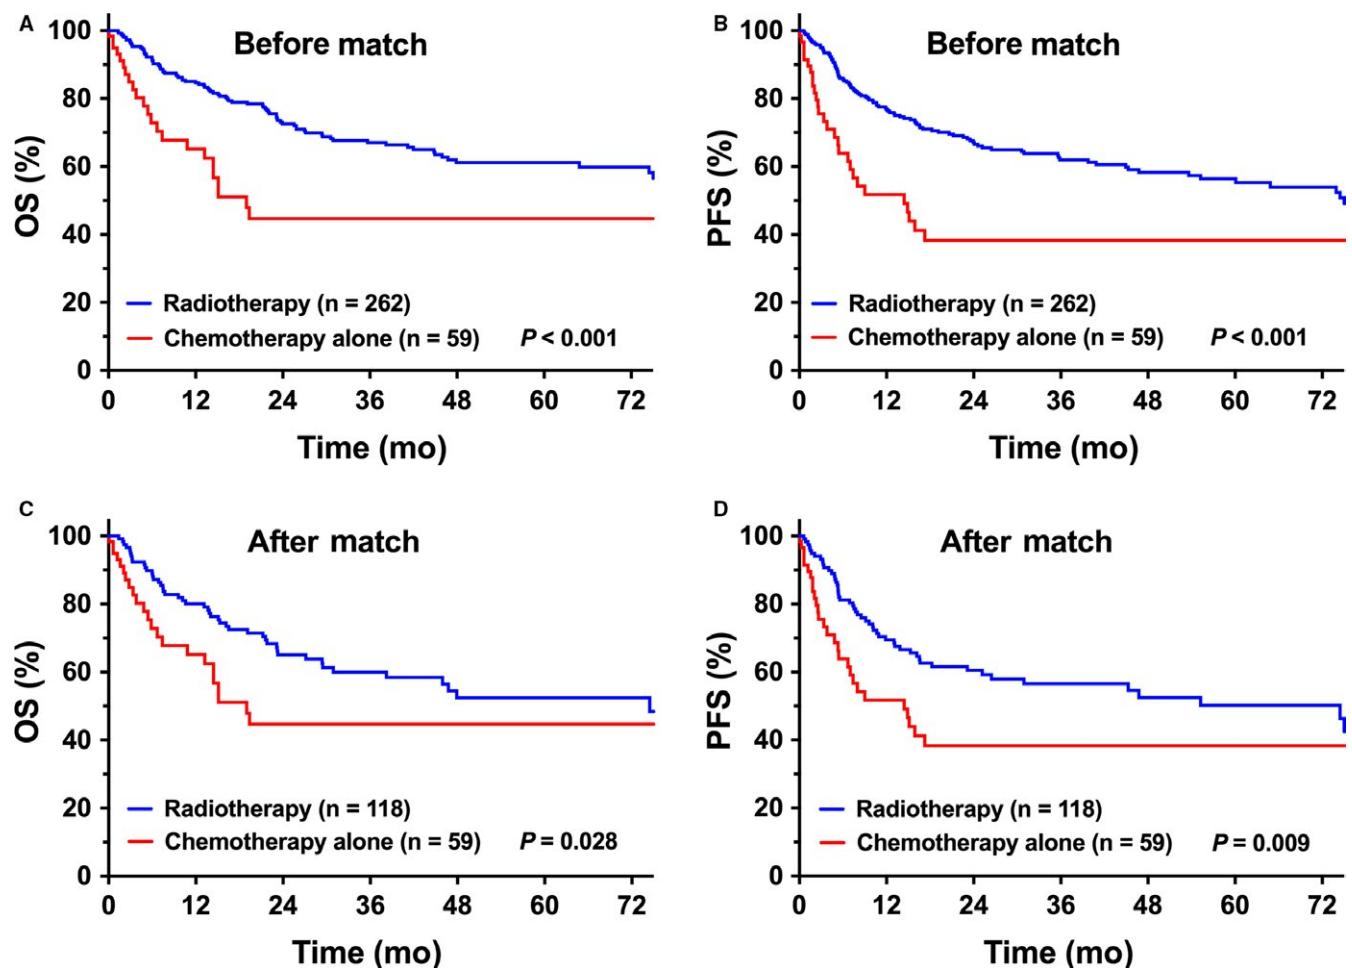 A
Before match
OS (%)
100
80
60
40
20
0
Radiotherapy (n = 262)
Chemotherapy alone (n = 59) P < 0.001
0 12 24 36 48 60 72
Time (mo)
B
Before match
PFS (%)
100
80
60
40
20
0
Radiotherapy (n = 262)
Chemotherapy alone (n = 59) P < 0.001
0 12 24 36 48 60 72
Time (mo)
C
After match
OS (%)
100
80
60
40
20
0
Radiotherapy (n = 118)
Chemotherapy alone (n = 59) P = 0.028
0 12 24 36 48 60 72
Time (mo)
D
After match
PFS (%)
100
80
60
40
20
0
Radiotherapy (n = 118)
Chemotherapy alone (n = 59) P = 0.009
0 12 24 36 48 60 72
Time (mo)